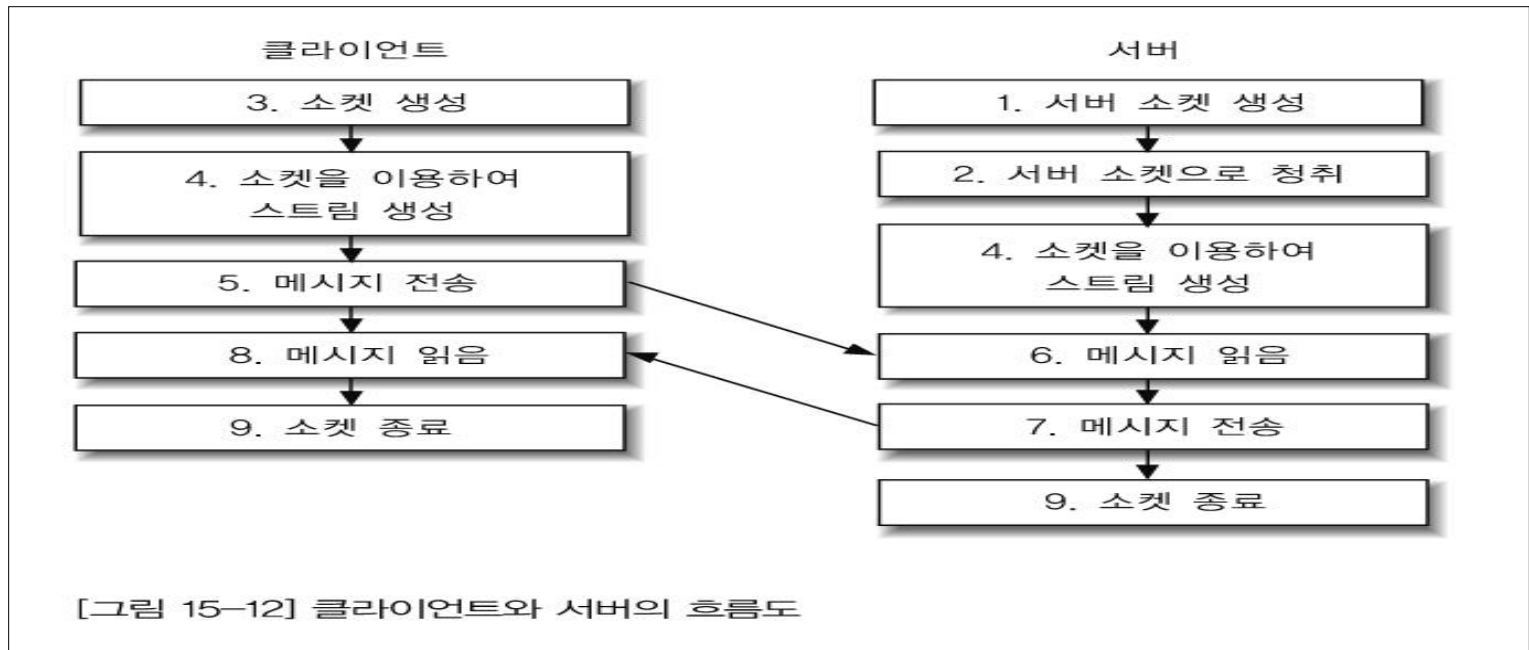 클라이언트
3. 소켓 생성
4. 소켓을 이용하여
스트림 생성
5. 메시지 전송
8. 메시지 읽음
9. 소켓 종료
서버
1. 서버 소켓 생성
2. 서버 소켓으로 청취
4. 소켓을 이용하여
스트림 생성
6. 메시지 읽음
7. 메시지 전송
9. 소켓 종료
[그림 15-12] 클라이언트와 서버의 흐름도